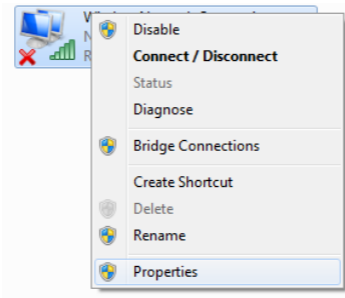 Disable
Connect / Disconnect
Status
Diagnose
Bridge Connections
Create Shortcut
Delete
Rename
Properties